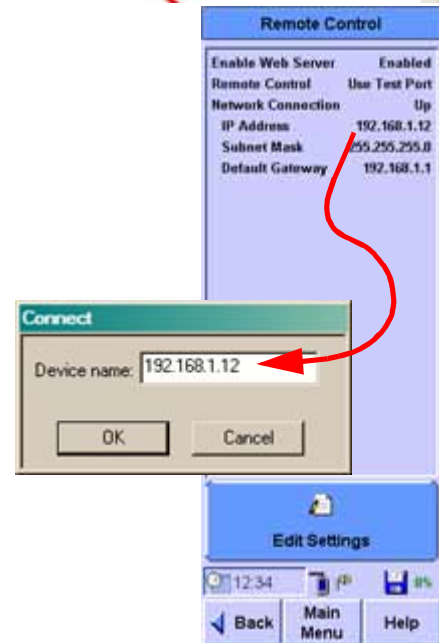 Remote Control
Enable Web Server Enabled
Remote Control Use Test Port
Network Connection Up
IP Address 192.168.1.12
Subnet Mask 255.255.255.0
Default Gateway 192.168.1.1
Connect
Device name: 192.168.1.12
OK Cancel
Edit Settings
12:34
Back Main Menu Help